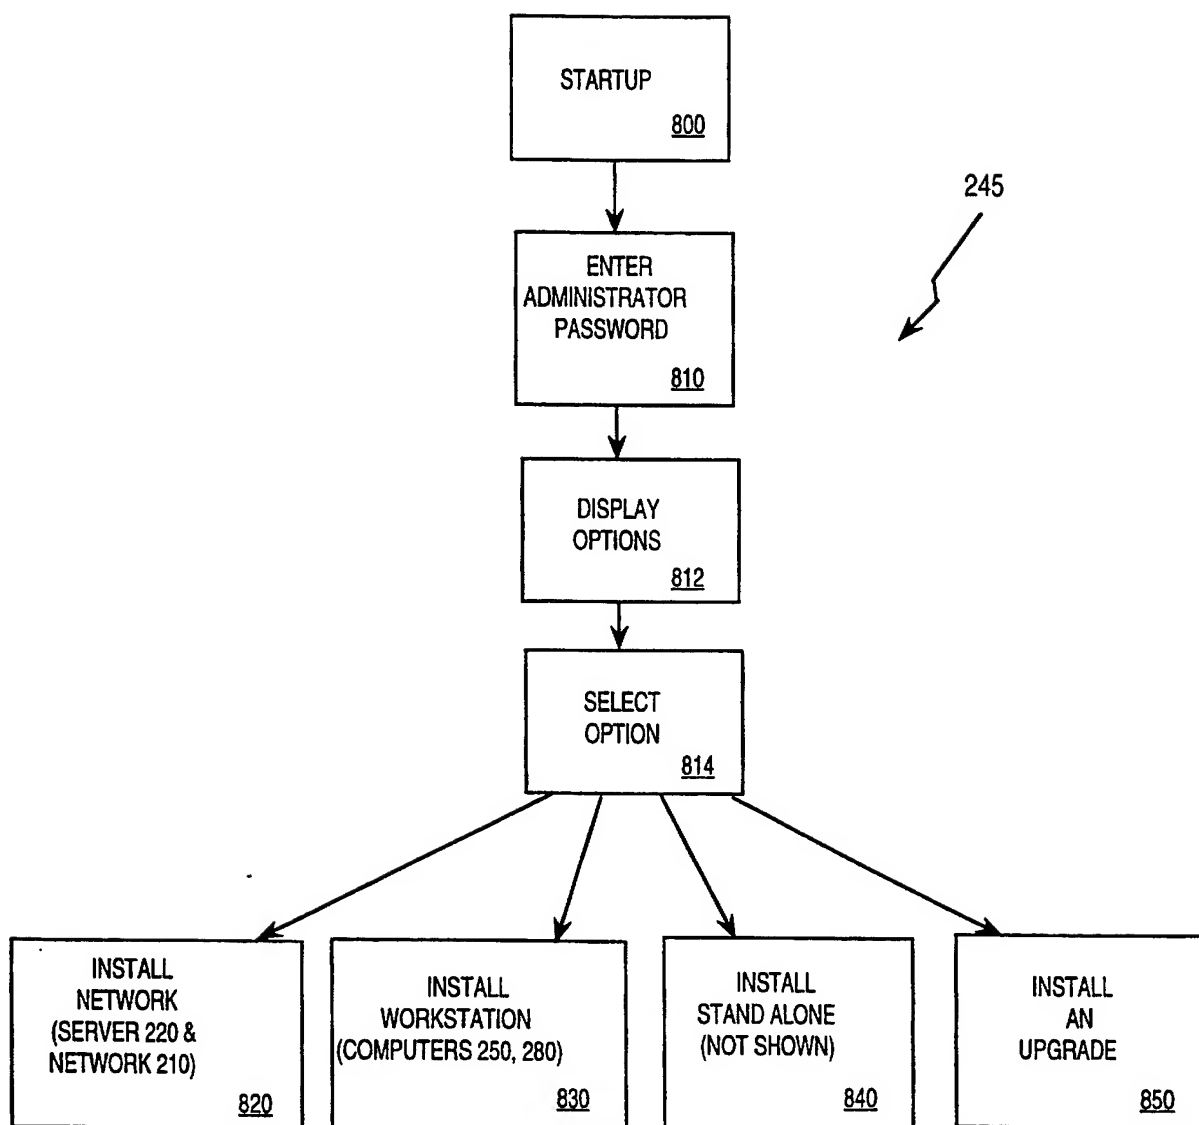 STARTUP
800
245
ENTER
ADMINISTRATOR
PASSWORD
810
DISPLAY
OPTIONS
812
SELECT
OPTION
814
INSTALL
NETWORK
(SERVER 220 &
NETWORK 210)
820
INSTALL
WORKSTATION
(COMPUTERS 250, 280)
830
INSTALL
STAND ALONE
(NOT SHOWN)
840
INSTALL
AN
UPGRADE
850